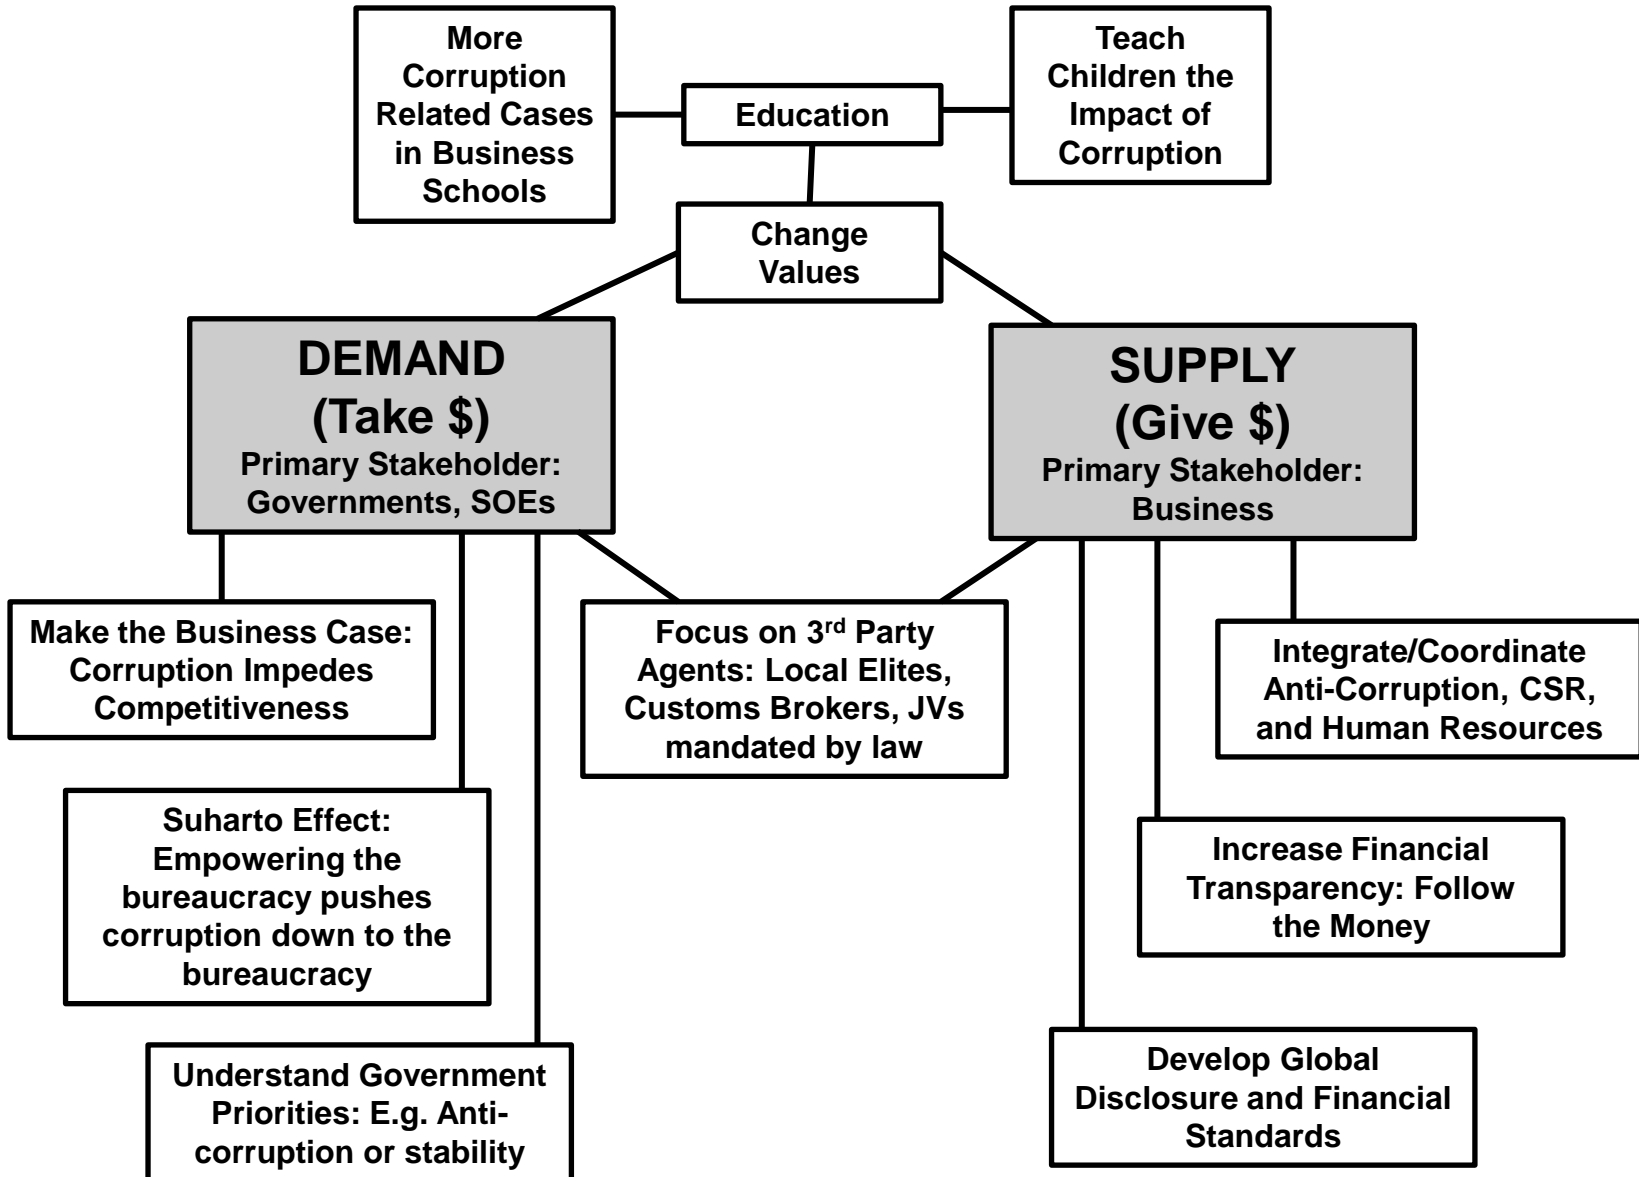 More
Corruption
Related Cases
in Business
Schools
Education
Teach
Children the
Impact of
Corruption
Change
Values
DEMAND
(Take $)
Primary Stakeholder:
Governments, SOEs
SUPPLY
(Give $)
Primary Stakeholder:
Business
Make the Business Case:
Corruption Impedes
Competitiveness
Focus on 3rd Party
Agents: Local Elites,
Customs Brokers, JVs
mandated by law
Integrate/Coordinate
Anti-Corruption, CSR,
and Human Resources
Suharto Effect:
Empowering the
bureaucracy pushes
corruption down to the
bureaucracy
Increase Financial
Transparency: Follow
the Money
Understand Government
Priorities: E.g. Anti-
corruption or stability
Develop Global
Disclosure and Financial
Standards